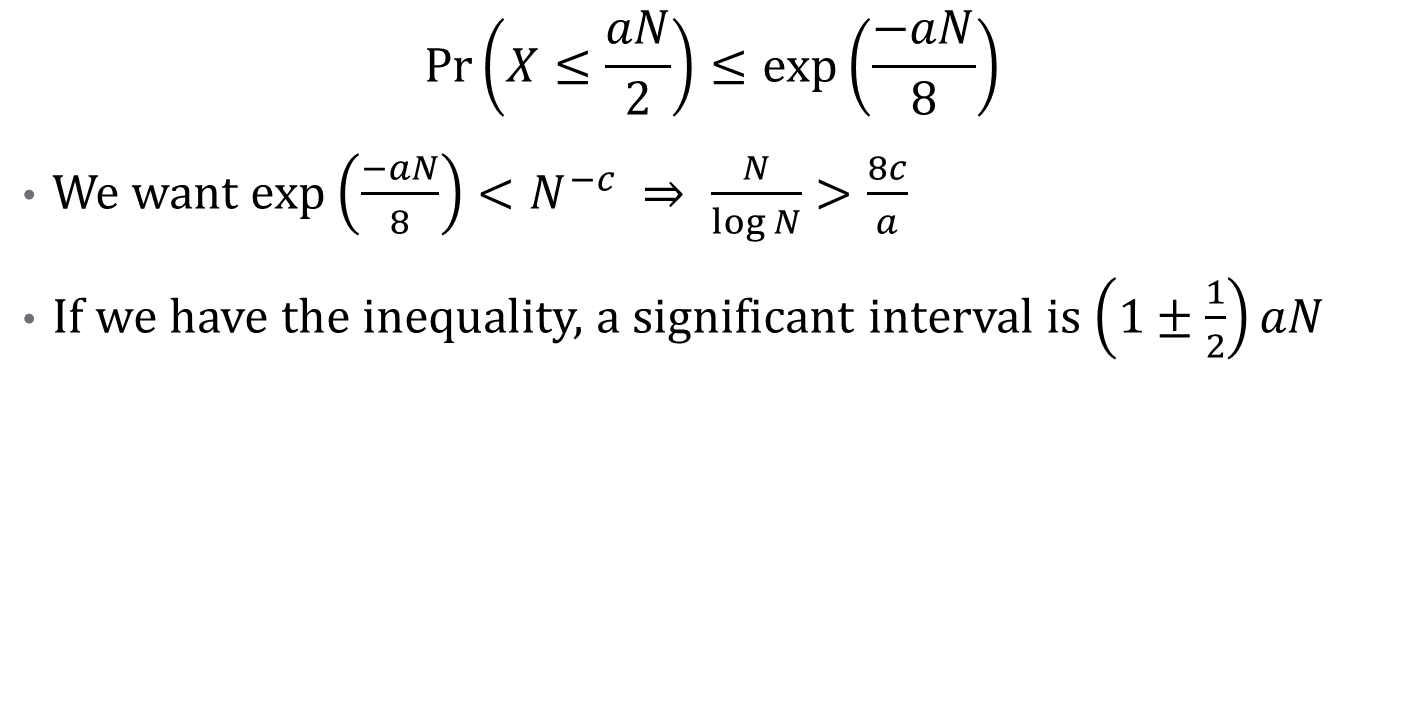 Pr(X ≤ aN/2) ≤ exp(−aN/8)
• We want exp(−aN/8) < N^−c ⇒ N/log N > 8c/a
• If we have the inequality, a significant interval is (1 ± 1/2) aN